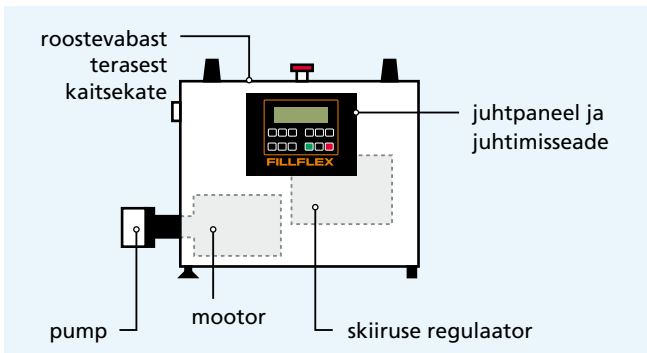 roostevabast
terasest
kaitsekate
juhtpaneel ja
juhtimisseade
FILLFLEX
pump
mootor
skiiruse regulaator